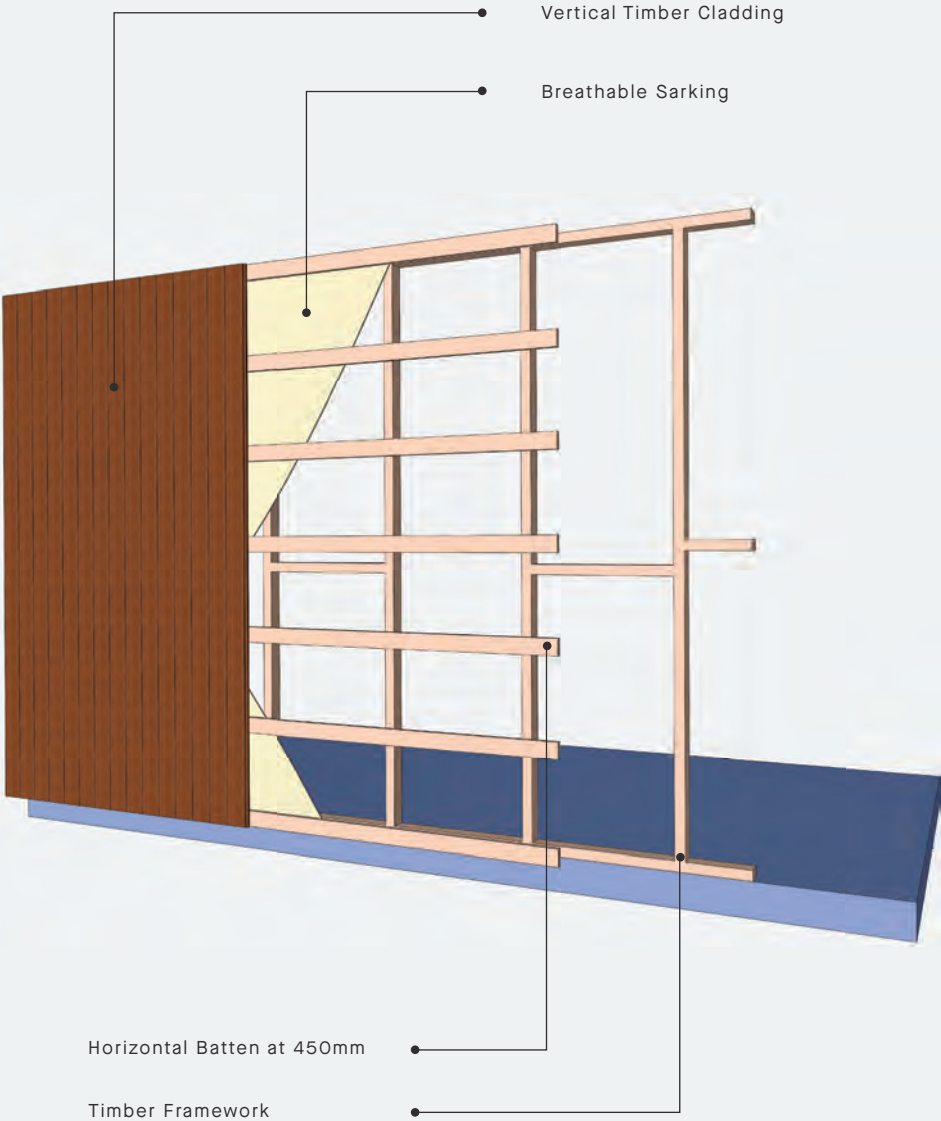 Vertical Timber Cladding
Breathable Sarking
Horizontal Batten at 450mm
Timber Framework